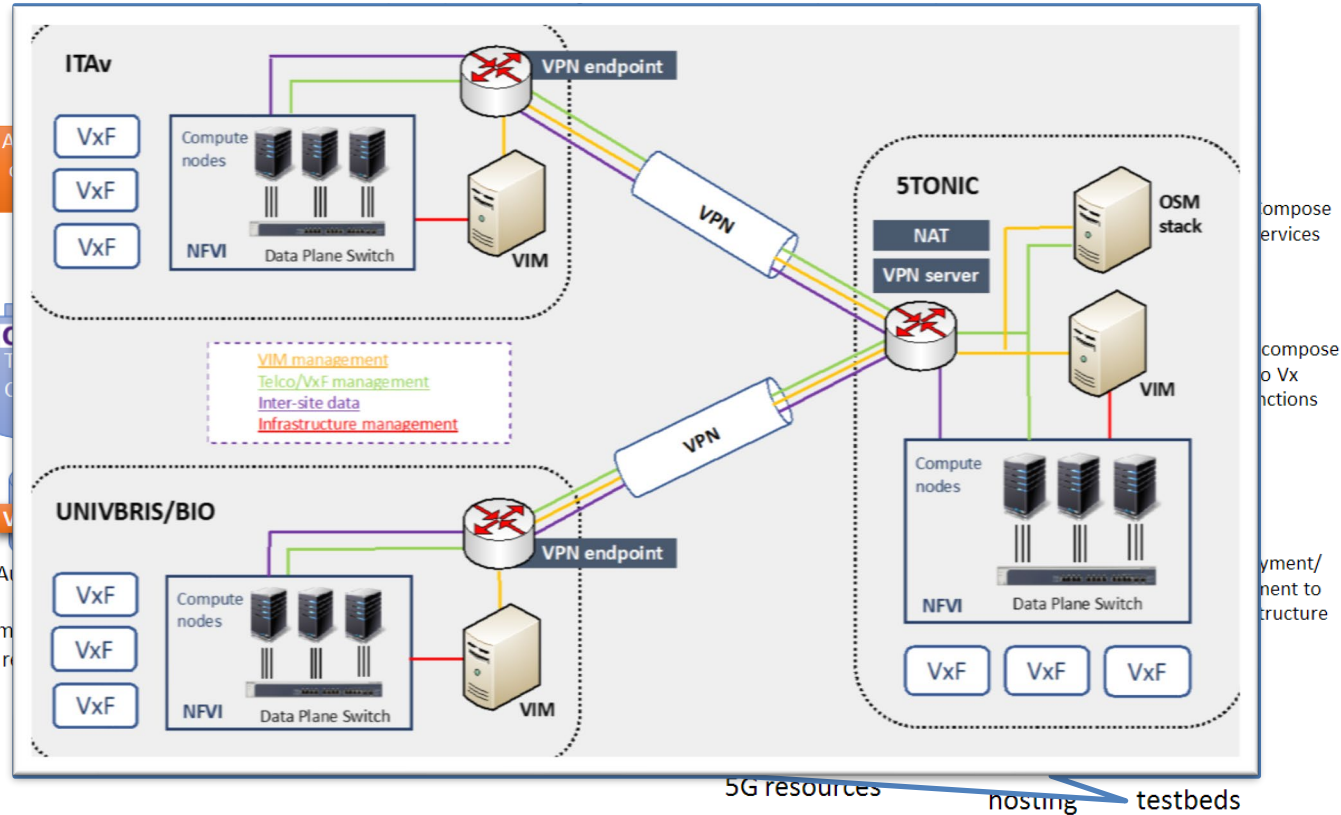 ITAv
VPN endpoint
VxF
VxF
VxF
Compute
nodes
NFVI
Data Plane Switch
VIM
VPN
5TONIC
NAT
VPN server
OSM
stack
VIM
VIM management
Telco/VxF management
Inter-site data
Infrastructure management
VPN
UNIVBRIS/BIO
VPN endpoint
VxF
VxF
VxF
Compute
nodes
NFVI
Data Plane Switch
VIM
Compute
nodes
NFVI
Data Plane Switch
VxF
VxF
VxF
ervices
compose
o Vx
nctions
yment/
ment to
tructure
5G resources
hosting
testbeds